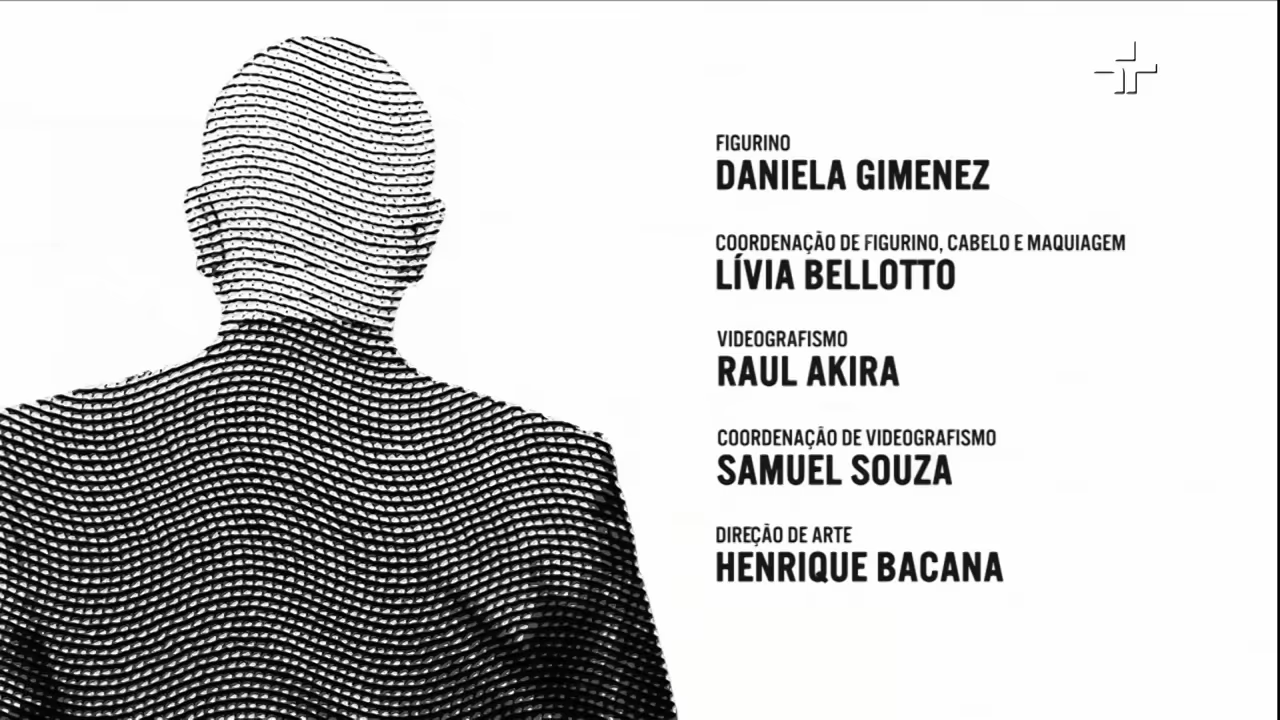 FIGURINO
DANIELA GIMENEZ
COORDENAÇÃO DE FIGURINO, CABELO E MAQUIAGEM
LÍVIA BELLOTTO
VIDEOGRAFISMO
RAUL AKIRA
COORDENAÇÃO DE VIDEOGRAFISMO
SAMUEL SOUZA
DIREÇÃO DE ARTE
HENRIQUE BACANA